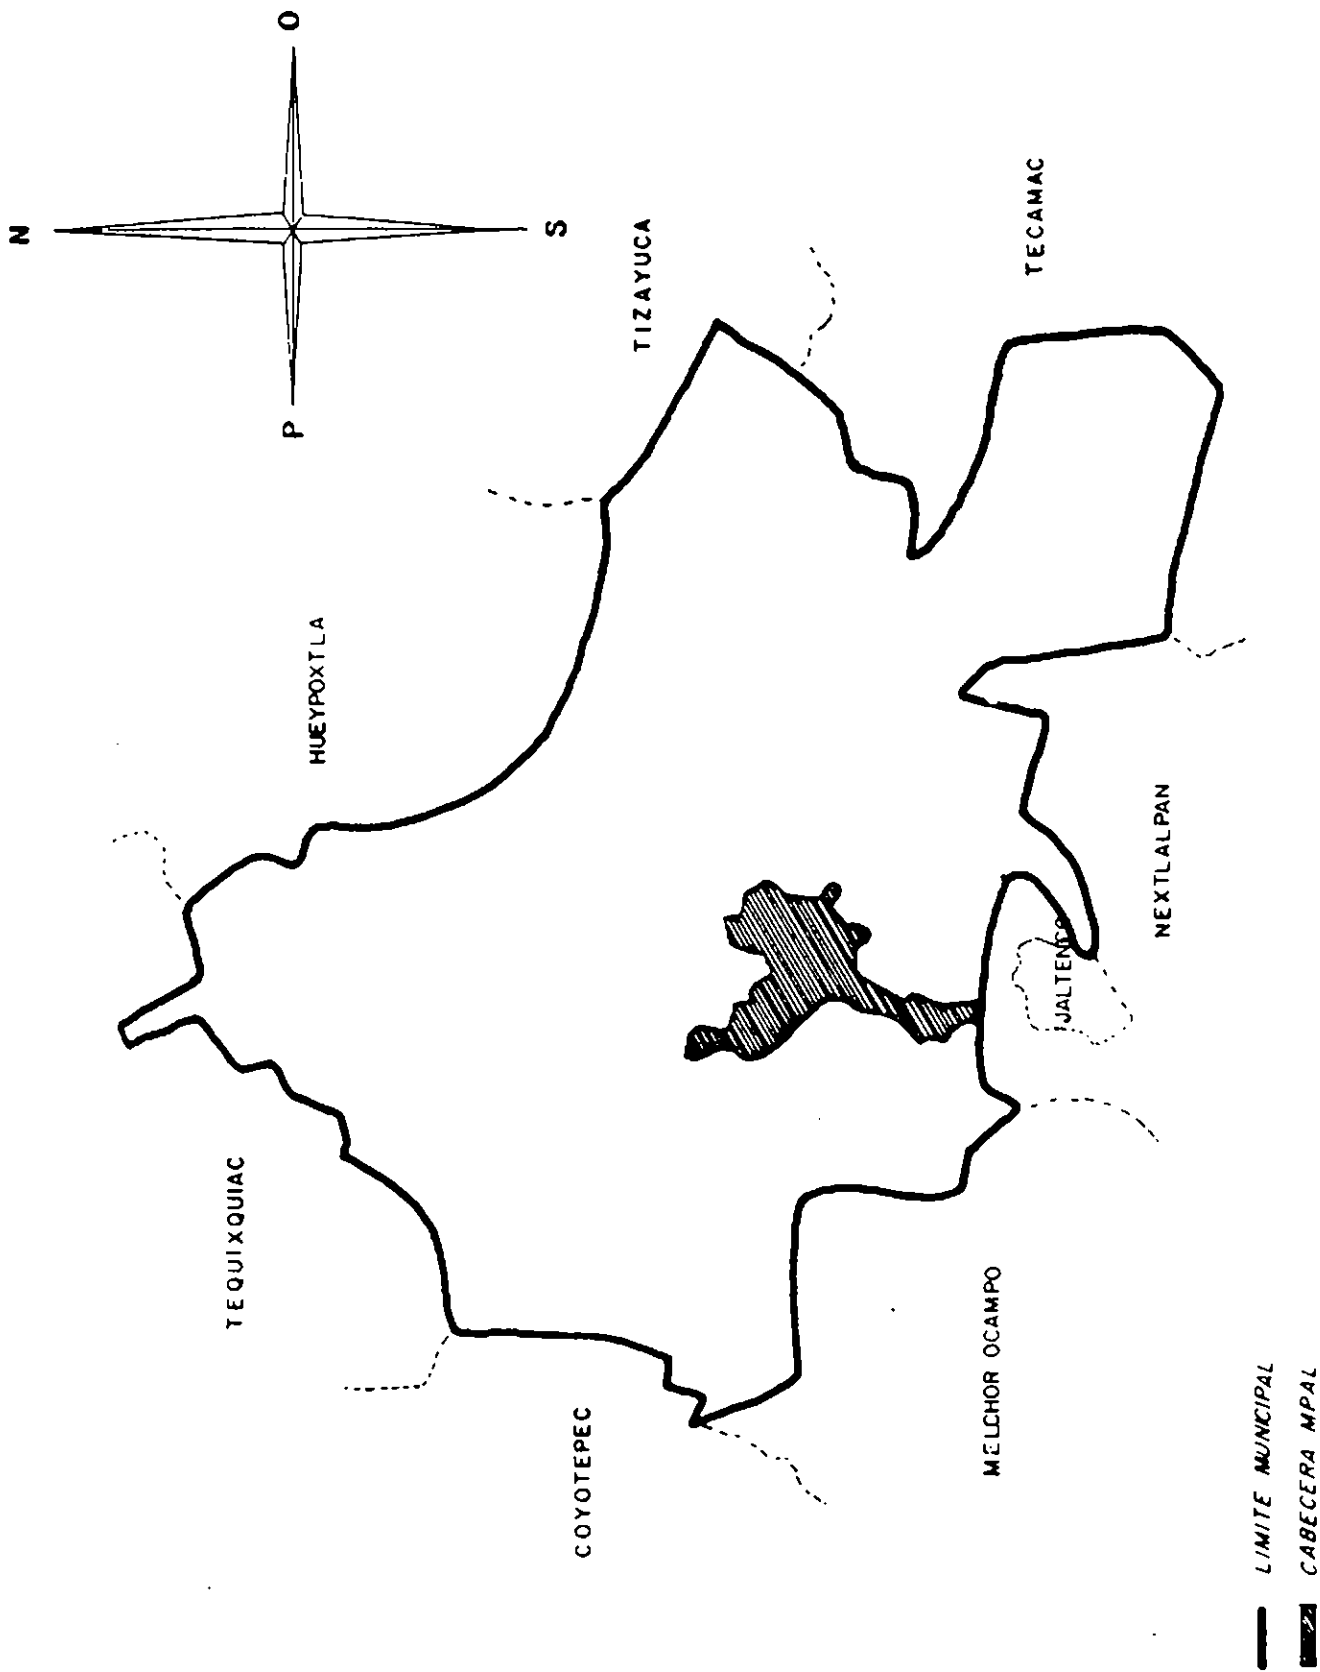 N
O
P
S
HUEYPOXTLA
TIZAYUCA
TECAMAC
TEQUIXQUIAC
COYOTEPEC
MELCHOR OCAMPO
JALTENCO
NEXTLALPAN
LIMITE MUNICIPAL
CABECERA MPAL